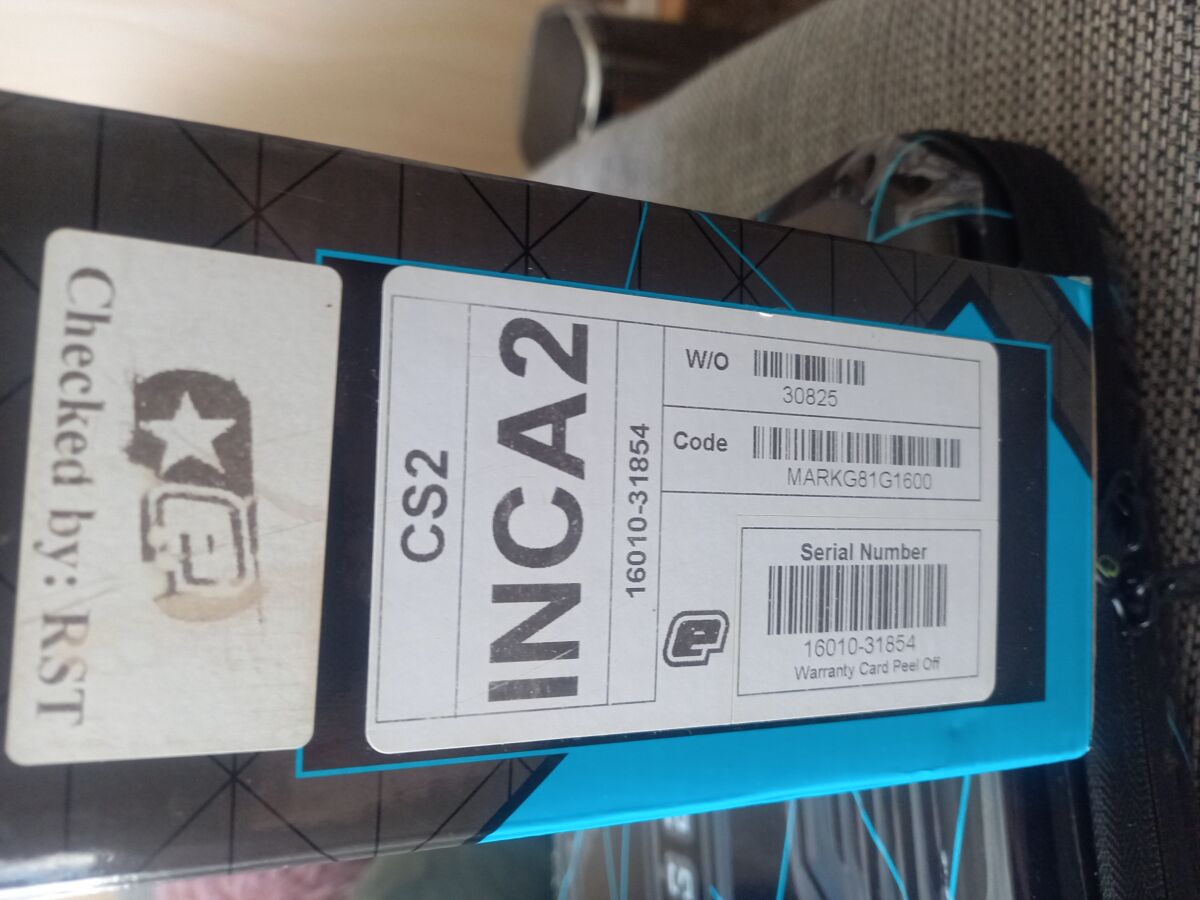 Checked by: RST
CS2
INCA2
16010-31854
W/O
30825
Code
MARKG81G1600
e
Serial Number
16010-31854
Warranty Card Peel Off